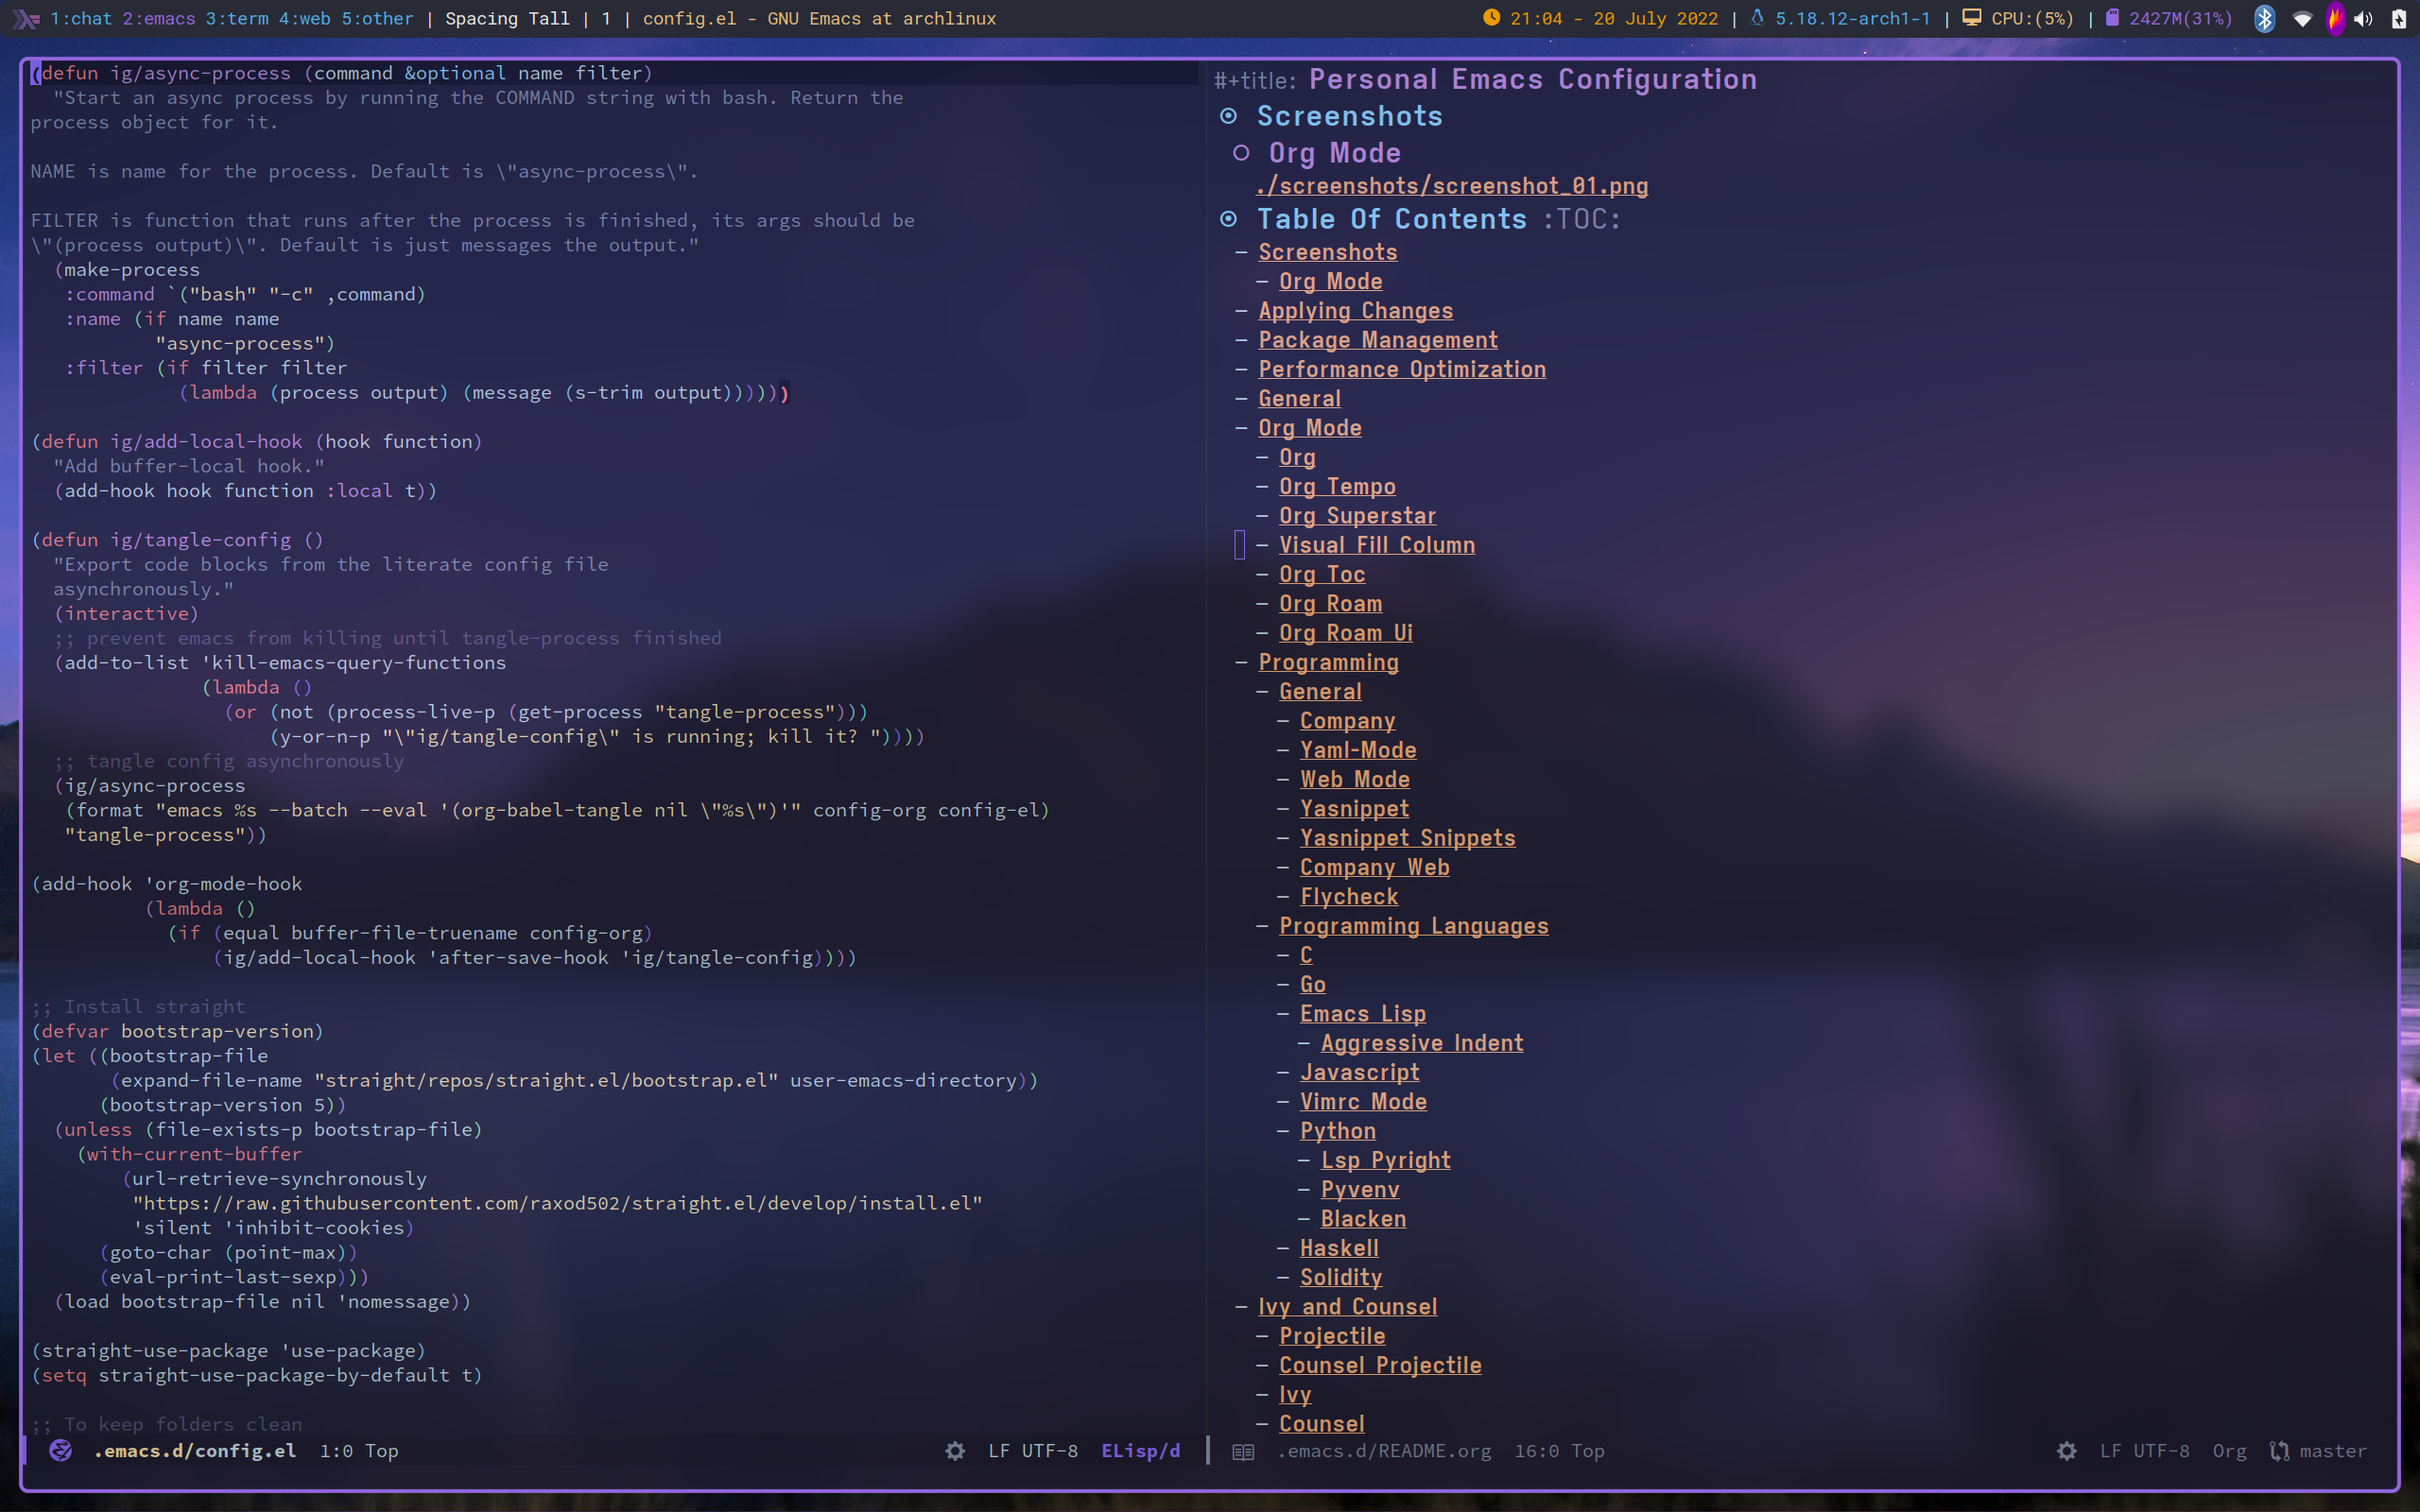 1:chat 2:emacs 3:term 4:web 5:other | Spacing Tall | 1 | config.el - GNU Emacs at archlinux
21:04 - 20 July 2022 | 5.18.12-arch1-1 | CPU:(5%) | 2427M(31%)
(defun ig/async-process (command &optional name filter)
"Start an async process by running the COMMAND string with bash. Return the
process object for it.
NAME is name for the process. Default is \"async-process\".
FILTER is function that runs after the process is finished, its args should be
\"(process output)\". Default is just messages the output."
(make-process
:command `("bash" "-c" ,command)
:name (if name name
"async-process")
:filter (if filter filter
(lambda (process output) (message (s-trim output))))))
(defun ig/add-local-hook (hook function)
"Add buffer-local hook."
(add-hook hook function :local t))
(defun ig/tangle-config ()
"Export code blocks from the literate config file
asynchronously."
(interactive)
;; prevent emacs from killing until tangle-process finished
(add-to-list 'kill-emacs-query-functions
(lambda ()
(or (not (process-live-p (get-process "tangle-process")))
(y-or-n-p "\"ig/tangle-config\" is running; kill it? "))))
;; tangle config asynchronously
(ig/async-process
(format "emacs %s --batch --eval '(org-babel-tangle nil \"%s\")'" config-org config-el)
"tangle-process"))
(add-hook 'org-mode-hook
(lambda ()
(if (equal buffer-file-truename config-org)
(ig/add-local-hook 'after-save-hook 'ig/tangle-config))))
;; Install straight
(defvar bootstrap-version)
(let ((bootstrap-file
(expand-file-name "straight/repos/straight.el/bootstrap.el" user-emacs-directory))
(bootstrap-version 5))
(unless (file-exists-p bootstrap-file)
(with-current-buffer
(url-retrieve-synchronously
"https://raw.githubusercontent.com/raxod502/straight.el/develop/install.el"
'silent 'inhibit-cookies)
(goto-char (point-max))
(eval-print-last-sexp)))
(load bootstrap-file nil 'nomessage))
(straight-use-package 'use-package)
(setq straight-use-package-by-default t)
;; To keep folders clean
.emacs.d/config.el 1:0 Top LF UTF-8 ELisp/d
#+title: Personal Emacs Configuration
Screenshots
Org Mode
./screenshots/screenshot_01.png
Table Of Contents :TOC:
– Screenshots
– Org Mode
– Applying Changes
– Package Management
– Performance Optimization
– General
– Org Mode
– Org
– Org Tempo
– Org Superstar
– Visual Fill Column
– Org Toc
– Org Roam
– Org Roam Ui
– Programming
– General
– Company
– Yaml-Mode
– Web Mode
– Yasnippet
– Yasnippet Snippets
– Company Web
– Flycheck
– Programming Languages
– C
– Go
– Emacs Lisp
– Aggressive Indent
– Javascript
– Vimrc Mode
– Python
– Lsp Pyright
– Pyvenv
– Blacken
– Haskell
– Solidity
– Ivy and Counsel
– Projectile
– Counsel Projectile
– Ivy
– Counsel
.emacs.d/README.org 16:0 Top LF UTF-8 Org master